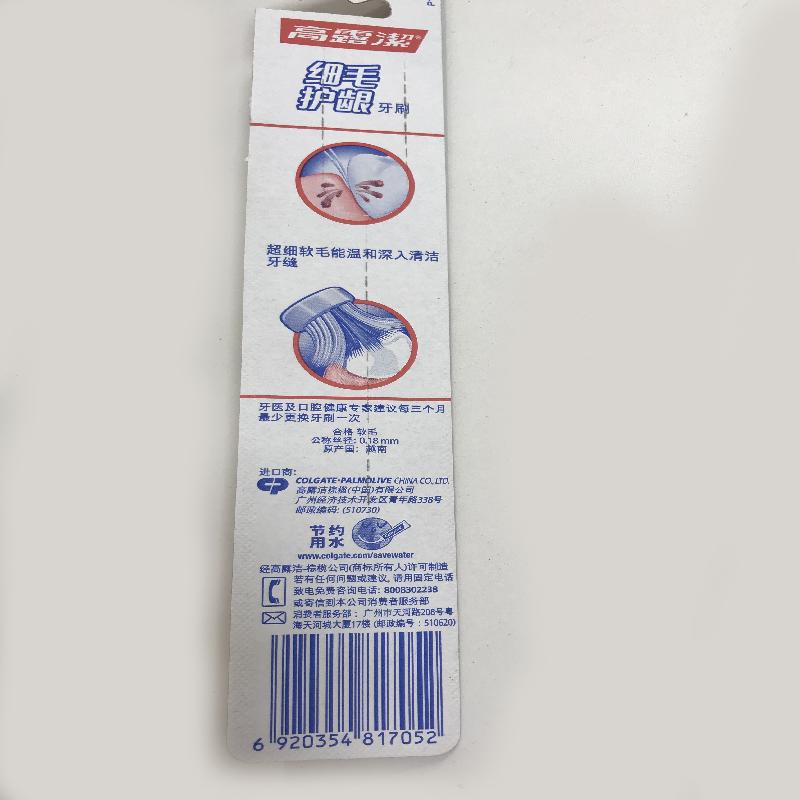 高露潔®
细毛
护龈 牙刷
超细软毛能温和深入清洁
牙缝
牙医及口腔健康专家建议每三个月
最少更换牙刷一次
合格 软毛
公称丝径: 0.18 mm
原产国: 越南
进口商:
COLGATE-PALMOLIVE CHINA CO., LTD.
高露洁棕榄(中国)有限公司
广州经济技术开发区青年路338号
邮政编码: (510730)
节约
用水
www.colgate.com/savewater
经高露洁-棕榄公司(商标所有人)许可制造
若有任何问题或建议, 请用固定电话
致电免费咨询电话: 8008302238
或寄信到本公司消费者服务部
消费者服务部: 广州市天河路208号粤
海天河城大厦17楼 (邮政编号: 510620)
6 920354 817052